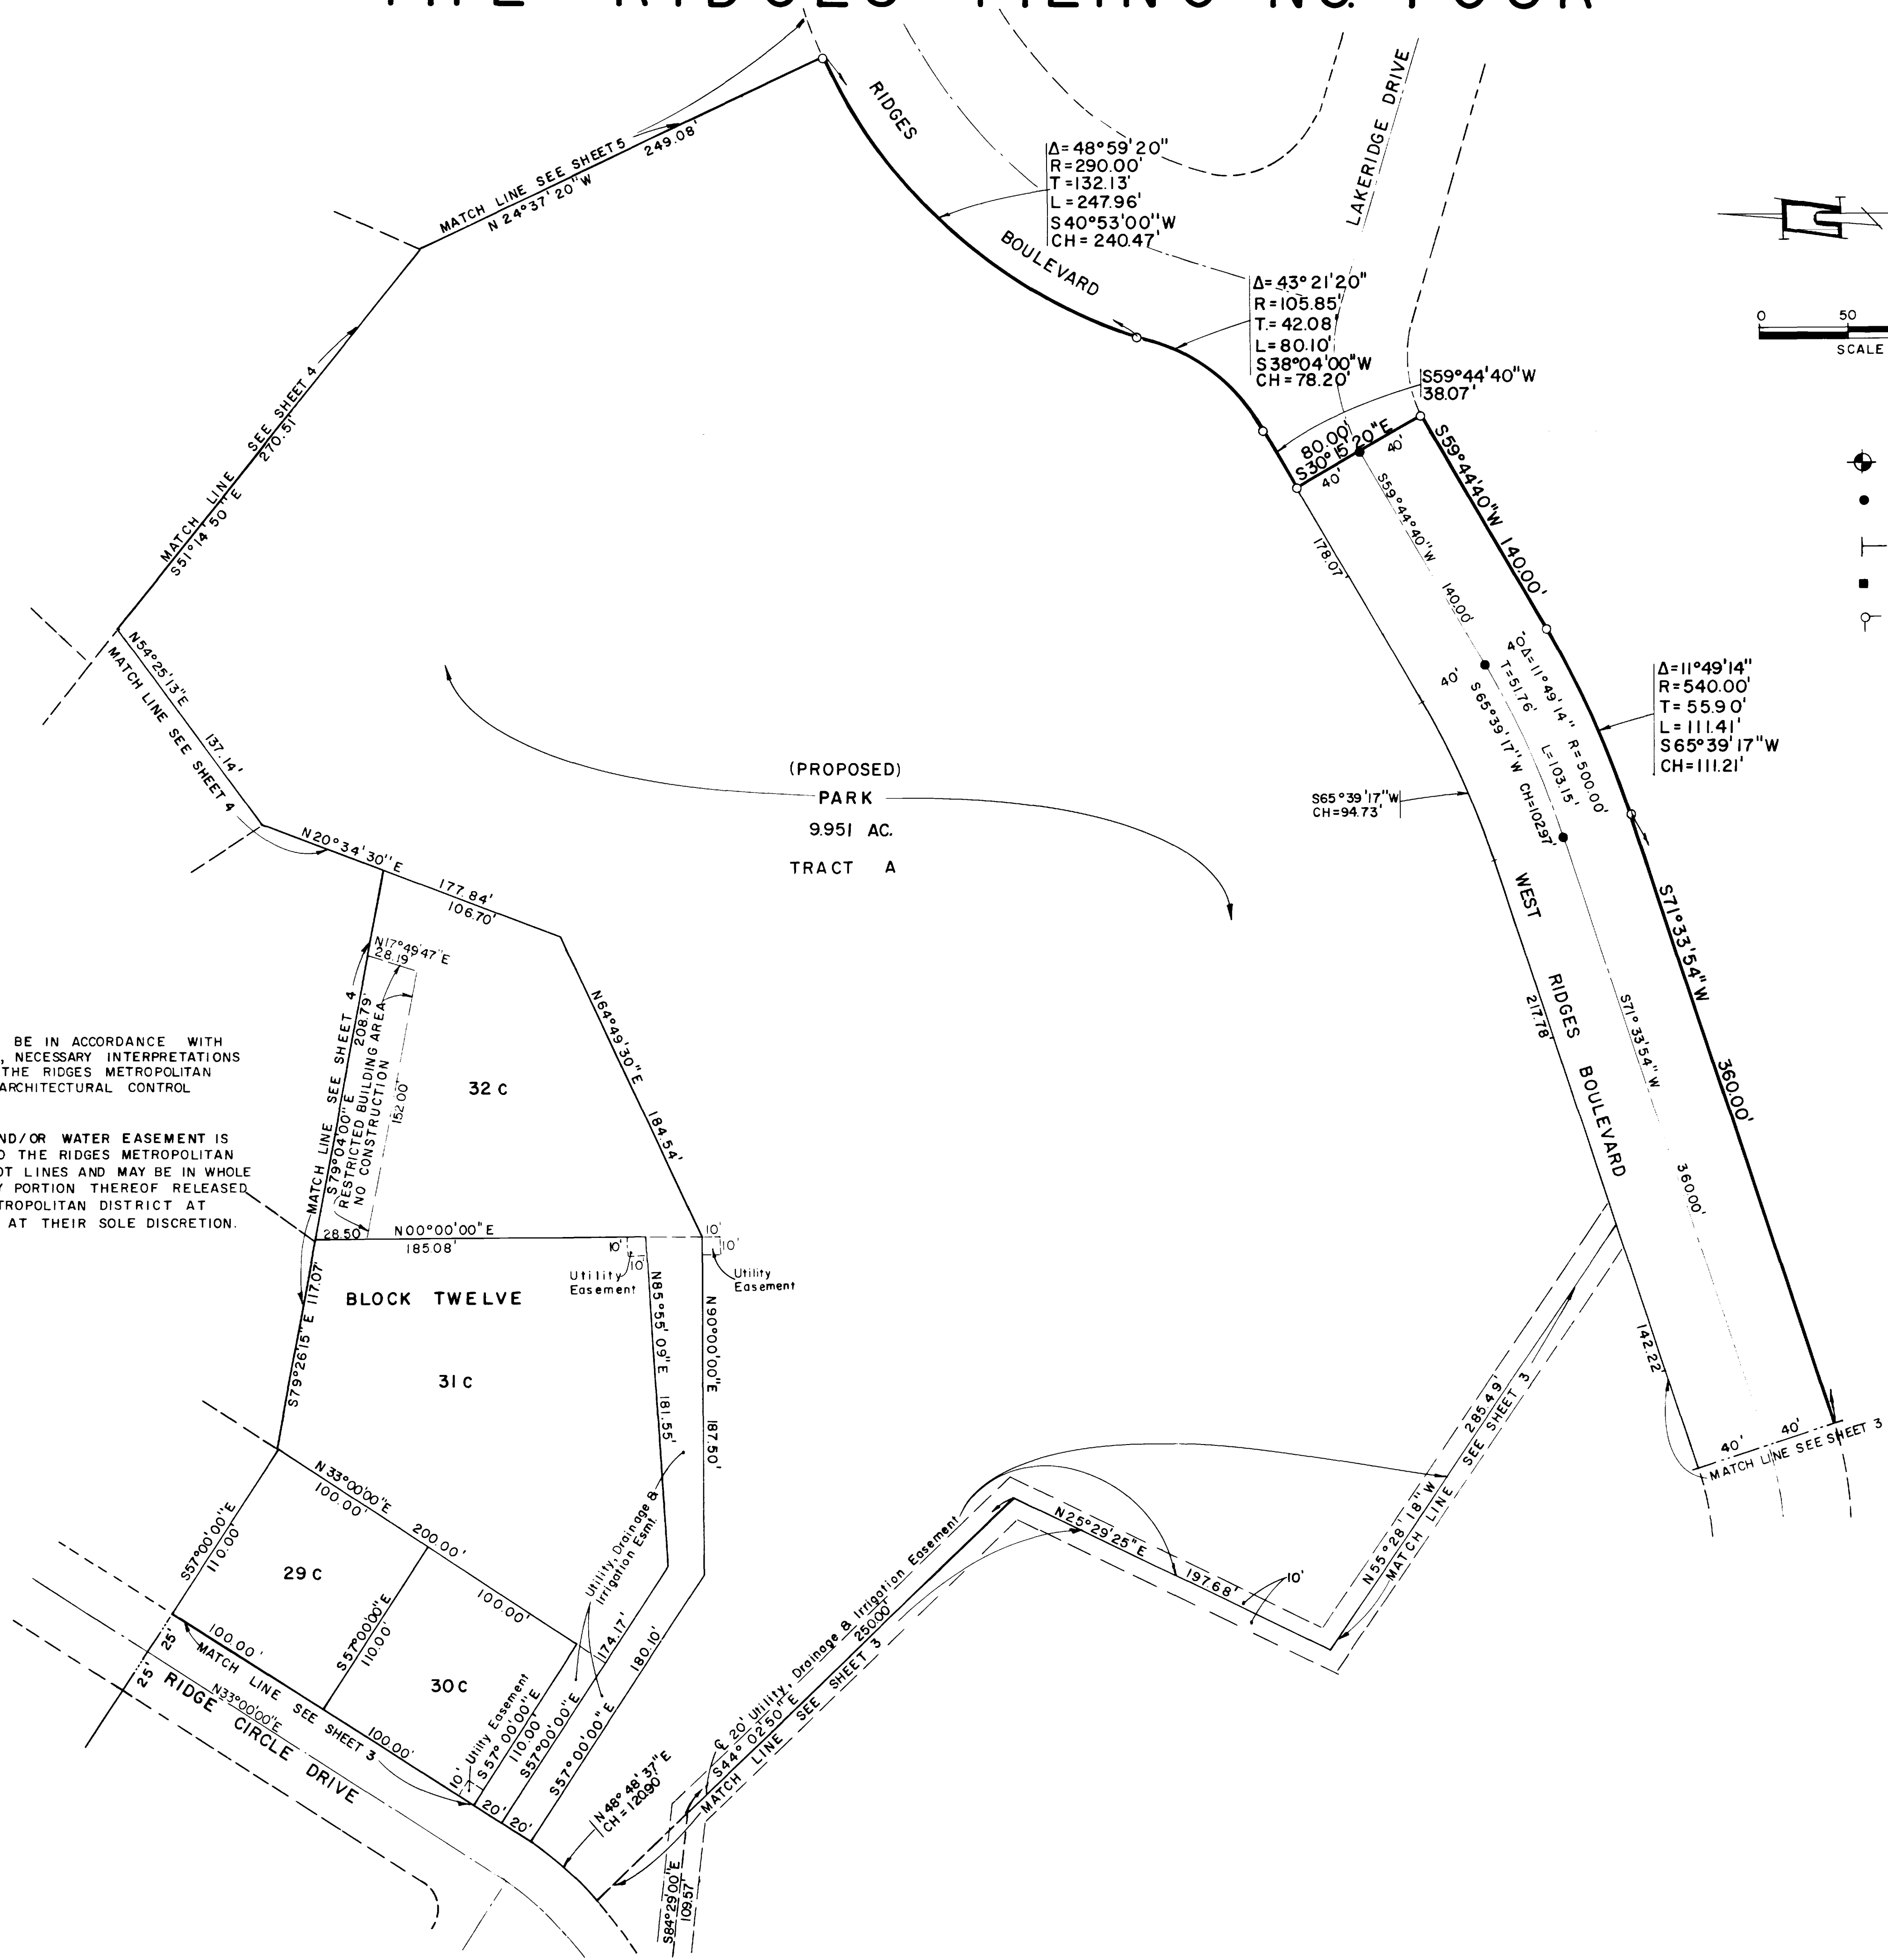 THE RIDGES FILING NO. FOUR
MATCH LINE SEE SHEET 5
N 24°37'20"W
249.08'
RIDGES
BOULEVARD
LAKERIDGE DRIVE
Δ=48°59'20"
R=290.00'
T=132.13'
L=247.96'
S40°53'00"W
CH=240.47'
Δ=43°21'20"
R=105.85'
T.=42.08'
L=80.10'
S38°04'00"W
CH=78.20'
S59°44'40"W
38.07'
0 50
SCALE
MATCH LINE SEE SHEET 4
S51°14'50"E
270.51'
80.00'
S30°15'20"E
40'
40'
S59°44'40"W 140.00'
S59°44'40"W
140.00'
178.07'
N54°25'13"E
137.14'
MATCH LINE SEE SHEET 4
40'
40'
Δ=11°49'14" R=500.00'
T=51.76' L=103.15'
S65°39'17"W CH=102.97'
Δ=11°49'14"
R=540.00'
T=55.90'
L=111.41'
S65°39'17"W
CH=111.21'
S65°39'17"W
CH=94.73'
(PROPOSED)
PARK
9.951 AC.
TRACT A
N20°34'30"E
177.84'
106.70'
N17°49'47"E
28.19'
WEST RIDGES BOULEVARD
217.78'
S71°33'54"W
360.00'
S71°33'54"W
360.00'
N64°49'30"E
184.54'
MATCH LINE SEE SHEET 4
S79°04'00"E 208.79'
RESTRICTED BUILDING AREA
NO CONSTRUCTION
152.00'
32 C
BE IN ACCORDANCE WITH
, NECESSARY INTERPRETATIONS
THE RIDGES METROPOLITAN
ARCHITECTURAL CONTROL
ND/OR WATER EASEMENT IS
O THE RIDGES METROPOLITAN
OT LINES AND MAY BE IN WHOLE
Y PORTION THEREOF RELEASED
TROPOLITAN DISTRICT AT
AT THEIR SOLE DISCRETION.
28.50'
N00°00'00"E
185.08'
10'
10'
10'
10'
Utility
Easement
Utility
Easement
S79°26'15"E 117.07'
BLOCK TWELVE
31 C
N85°55'09"E 181.55'
N90°00'00"E 187.50'
142.22'
40'
40'
MATCH LINE SEE SHEET 3
N33°00'00"E
100.00'
200.00'
100.00'
S57°00'00"E
110.00'
29 C
S57°00'00"E
110.00'
30 C
100.00'
MATCH LINE SEE SHEET 3
100.00'
25'
25'
N33°00'00"E
RIDGE CIRCLE DRIVE
10'
Utility Easement
S57°00'00"E
110.00'
S57°00'00"E
174.17'
S57°00'00"E
180.10'
20'
20'
Utility, Drainage &
Irrigation Esmt.
N48°48'37"E
CH=120.90'
℄ 20' Utility, Drainage & Irrigation Easement
S44°02'50"E
250.00'
MATCH LINE SEE SHEET 3
S84°29'00"E
109.57'
N25°29'25"E
197.68'
10'
N55°28'18"W
285.49'
MATCH LINE SEE SHEET 3